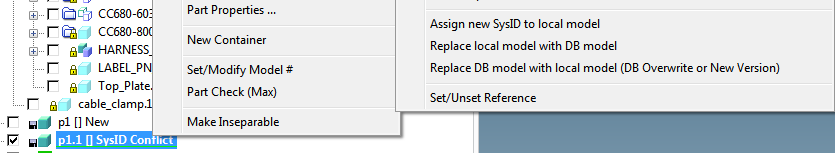 CC680-603
CC680-800
HARNESS_
LABEL_PN
Top_Plate.
cable_clamp.1
p1 [] New
p1.1 [] SysID Conflict
Part Properties ...
New Container
Set/Modify Model #
Part Check (Max)
Make Inseparable
Assign new SysID to local model
Replace local model with DB model
Replace DB model with local model (DB Overwrite or New Version)
Set/Unset Reference